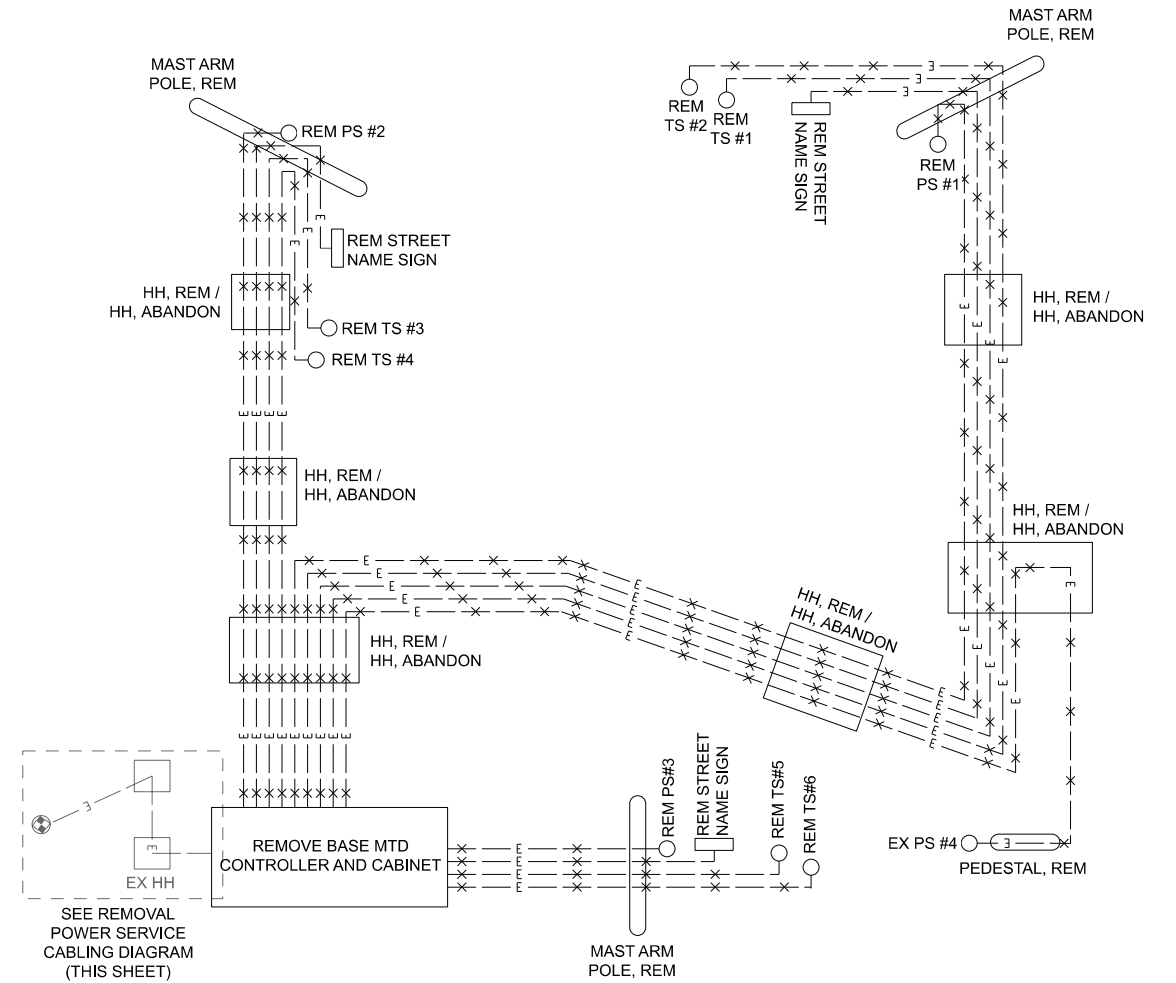 MAST ARM
POLE, REM
MAST ARM
POLE, REM
REM PS #2
REM
TS #2
REM
TS #1
REM STREET
NAME SIGN
REM
PS #1
REM STREET
NAME SIGN
HH, REM /
HH, ABANDON
HH, REM /
HH, ABANDON
REM TS #3
REM TS #4
HH, REM /
HH, ABANDON
HH, REM /
HH, ABANDON
HH, REM /
HH, ABANDON
HH, REM /
HH, ABANDON
REM PS#3
REM STREET
NAME SIGN
REM TS#5
REM TS#6
REMOVE BASE MTD
CONTROLLER AND CABINET
EX PS #4
PEDESTAL, REM
EX HH
SEE REMOVAL
POWER SERVICE
CABLING DIAGRAM
(THIS SHEET)
MAST ARM
POLE, REM